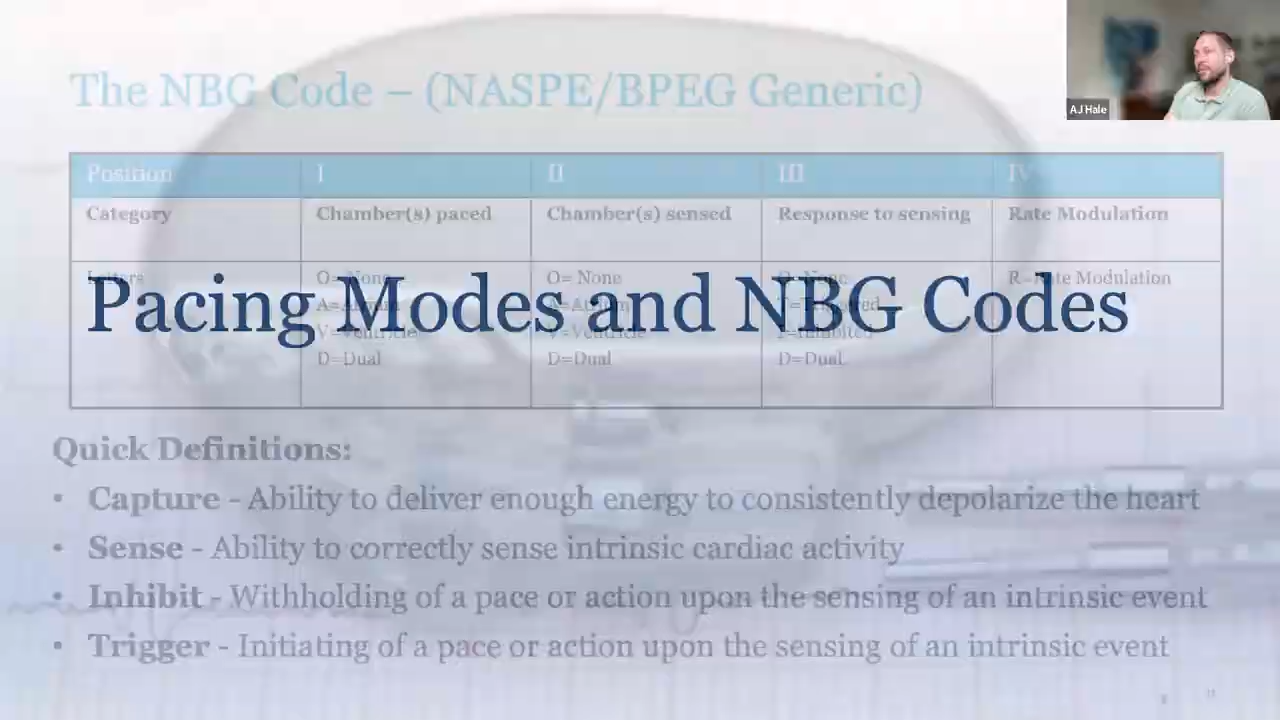 The NBG Code – (NASPE/BPEG Generic)
AJ Hale
Position I II III IV
Category Chamber(s) paced Chamber(s) sensed Response to sensing Rate Modulation
Letters O= None O= None O= None R=Rate Modulation
A=Atrium A=Atrium T=Triggered
V=Ventricle V=Ventricle I=Inhibited
D=Dual D=Dual D=Dual
Pacing Modes and NBG Codes
Quick Definitions:
• Capture - Ability to deliver enough energy to consistently depolarize the heart
• Sense - Ability to correctly sense intrinsic cardiac activity
• Inhibit - Withholding of a pace or action upon the sensing of an intrinsic event
• Trigger - Initiating of a pace or action upon the sensing of an intrinsic event